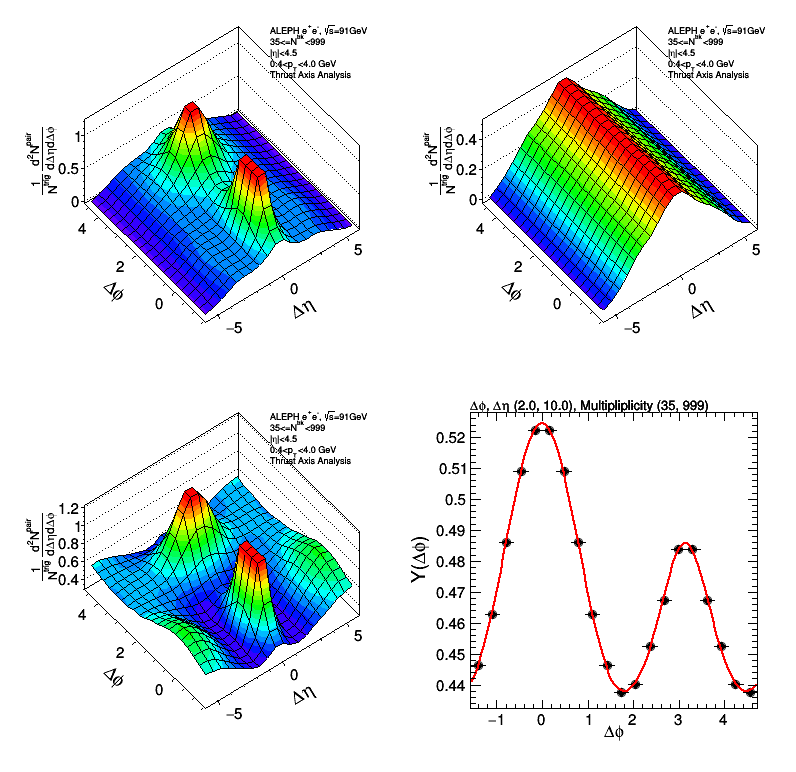 ALEPH e⁺e⁻, √s=91GeV
35<=N^trk<999
|η|<4.5
0.4<p_T<4.0 GeV
Thrust Axis Analysis
1/N^trig d²N^pair/dΔηdΔφ
1
0.5
0
4
2
0
Δφ
−5
0
5
Δη
ALEPH e⁺e⁻, √s=91GeV
35<=N^trk<999
|η|<4.5
0.4<p_T<4.0 GeV
Thrust Axis Analysis
1/N^trig d²N^pair/dΔηdΔφ
0.4
0.2
0
4
2
0
Δφ
−5
0
5
Δη
ALEPH e⁺e⁻, √s=91GeV
35<=N^trk<999
|η|<4.5
0.4<p_T<4.0 GeV
Thrust Axis Analysis
1/N^trig d²N^pair/dΔηdΔφ
1.2
1
0.8
0.6
0.4
4
2
0
Δφ
−5
0
5
Δη
Δφ, Δη (2.0, 10.0), Multipliplicity (35, 999)
Y(Δφ)
0.52
0.51
0.5
0.49
0.48
0.47
0.46
0.45
0.44
−1 0 1 2 3 4
Δφ